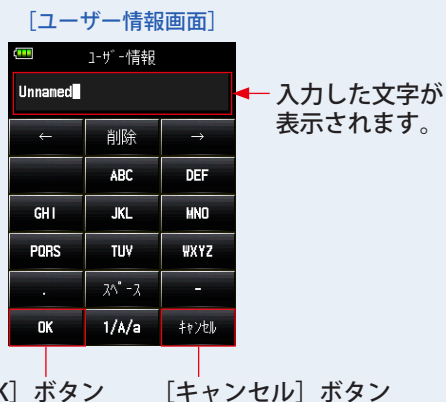 ［ユーザー情報画面］
ﾕｰｻﾞｰ情報
Unnamed
入力した文字が
表示されます。
← 削除 →
ABC DEF
GHI JKL MNO
PQRS TUV WXYZ
. ｽﾍﾟｰｽ -
OK 1/A/a ｷｬﾝｾﾙ
K］ボタン ［キャンセル］ボタン